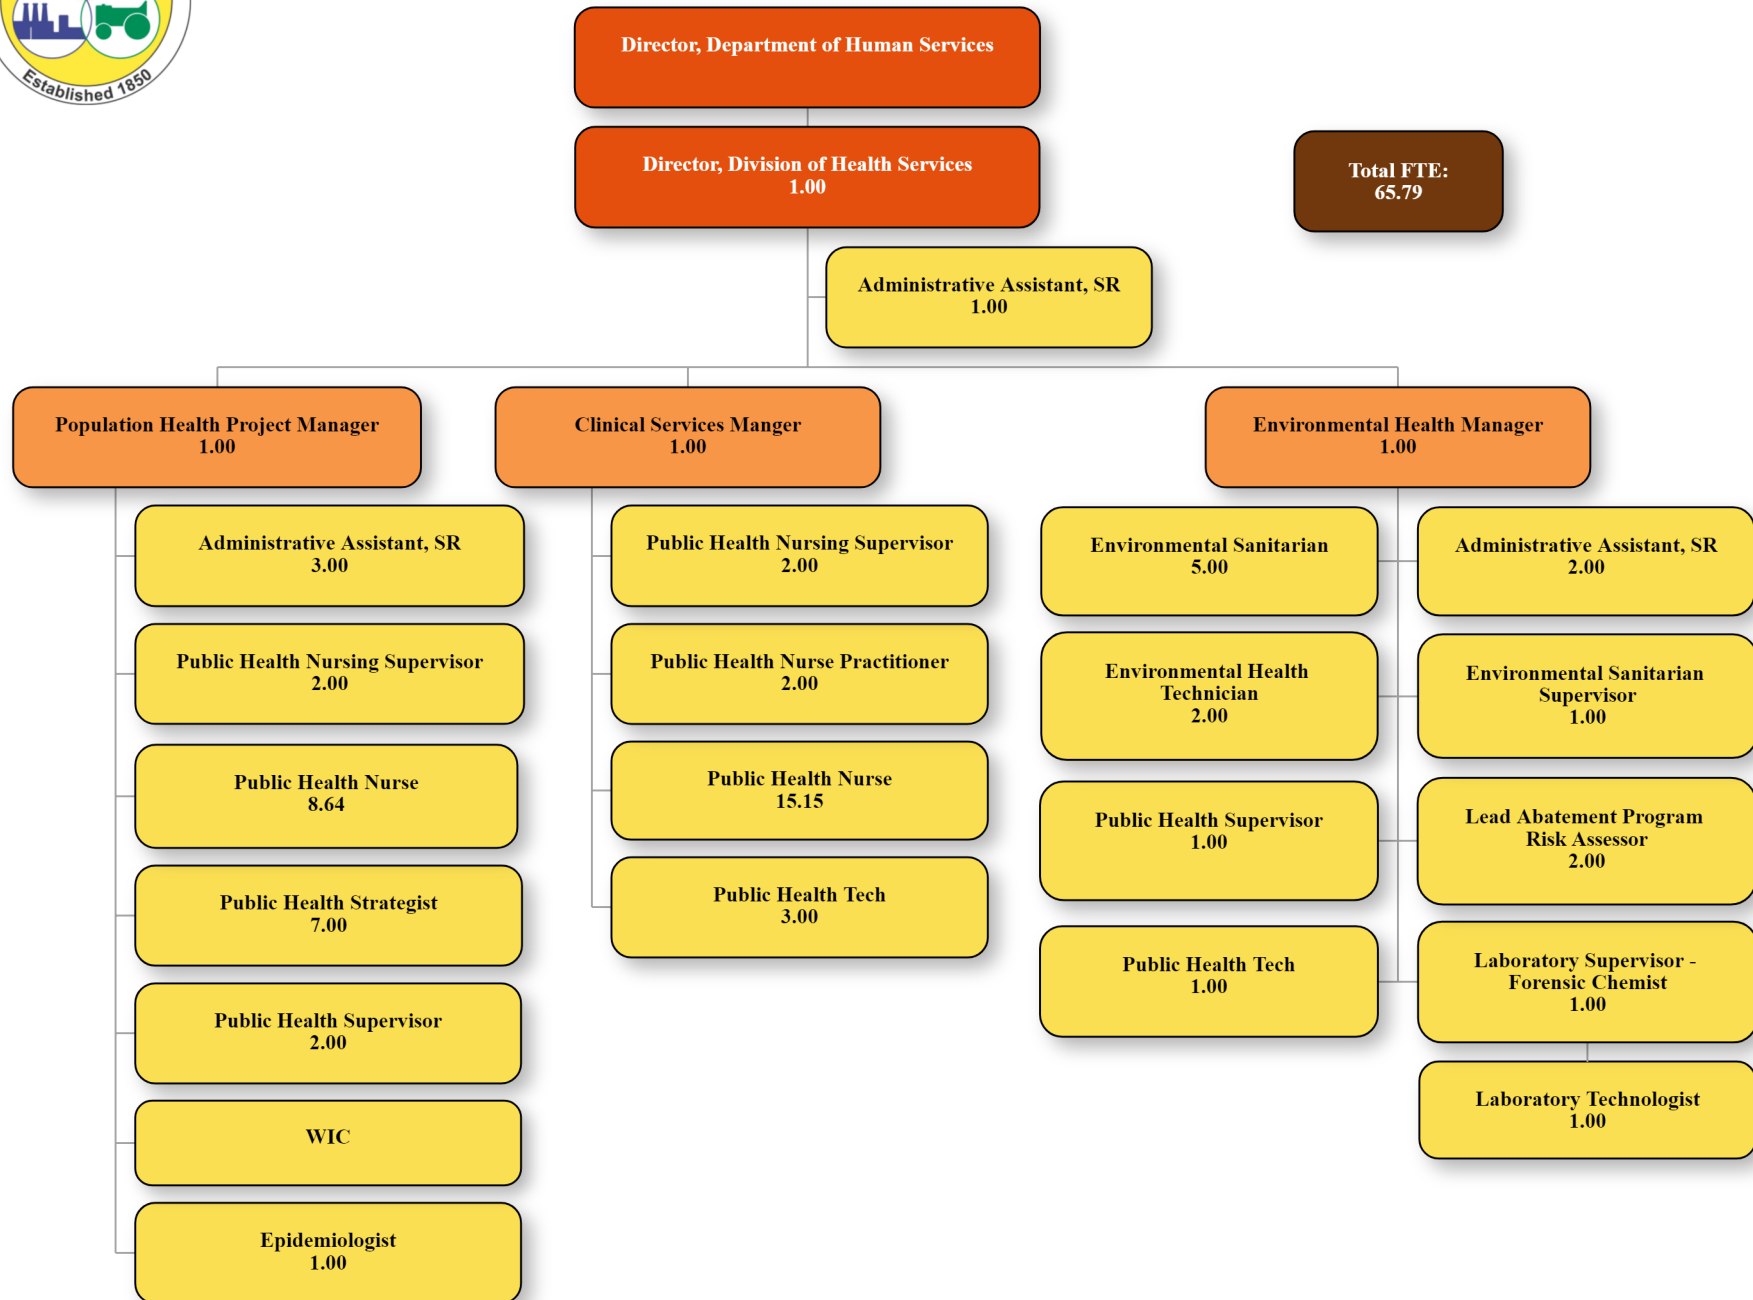 Established 1850
Director, Department of Human Services
Director, Division of Health Services
1.00
Total FTE:
65.79
Administrative Assistant, SR
1.00
Population Health Project Manager
1.00
Clinical Services Manger
1.00
Environmental Health Manager
1.00
Administrative Assistant, SR
3.00
Public Health Nursing Supervisor
2.00
Public Health Nurse
8.64
Public Health Strategist
7.00
Public Health Supervisor
2.00
WIC
Epidemiologist
1.00
Public Health Nursing Supervisor
2.00
Public Health Nurse Practitioner
2.00
Public Health Nurse
15.15
Public Health Tech
3.00
Environmental Sanitarian
5.00
Environmental Health
Technician
2.00
Public Health Supervisor
1.00
Public Health Tech
1.00
Administrative Assistant, SR
2.00
Environmental Sanitarian
Supervisor
1.00
Lead Abatement Program
Risk Assessor
2.00
Laboratory Supervisor -
Forensic Chemist
1.00
Laboratory Technologist
1.00